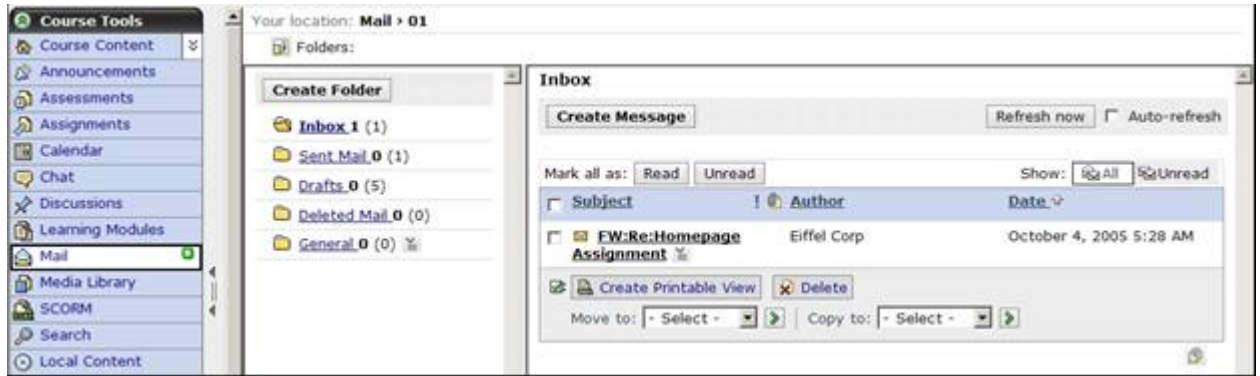 Course Tools
Course Content
Announcements
Assessments
Assignments
Calendar
Chat
Discussions
Learning Modules
Mail
Media Library
SCORM
Search
Local Content
Your location: Mail › 01
Folders:
Create Folder
Inbox 1 (1)
Sent Mail 0 (1)
Drafts 0 (5)
Deleted Mail 0 (0)
General 0 (0)
Inbox
Create Message Refresh now Auto-refresh
Mark all as: Read Unread Show: All Unread
Subject ! Author Date
FW:Re:Homepage Eiffel Corp October 4, 2005 5:28 AM
Assignment
Create Printable View Delete
Move to: - Select - | Copy to: - Select -